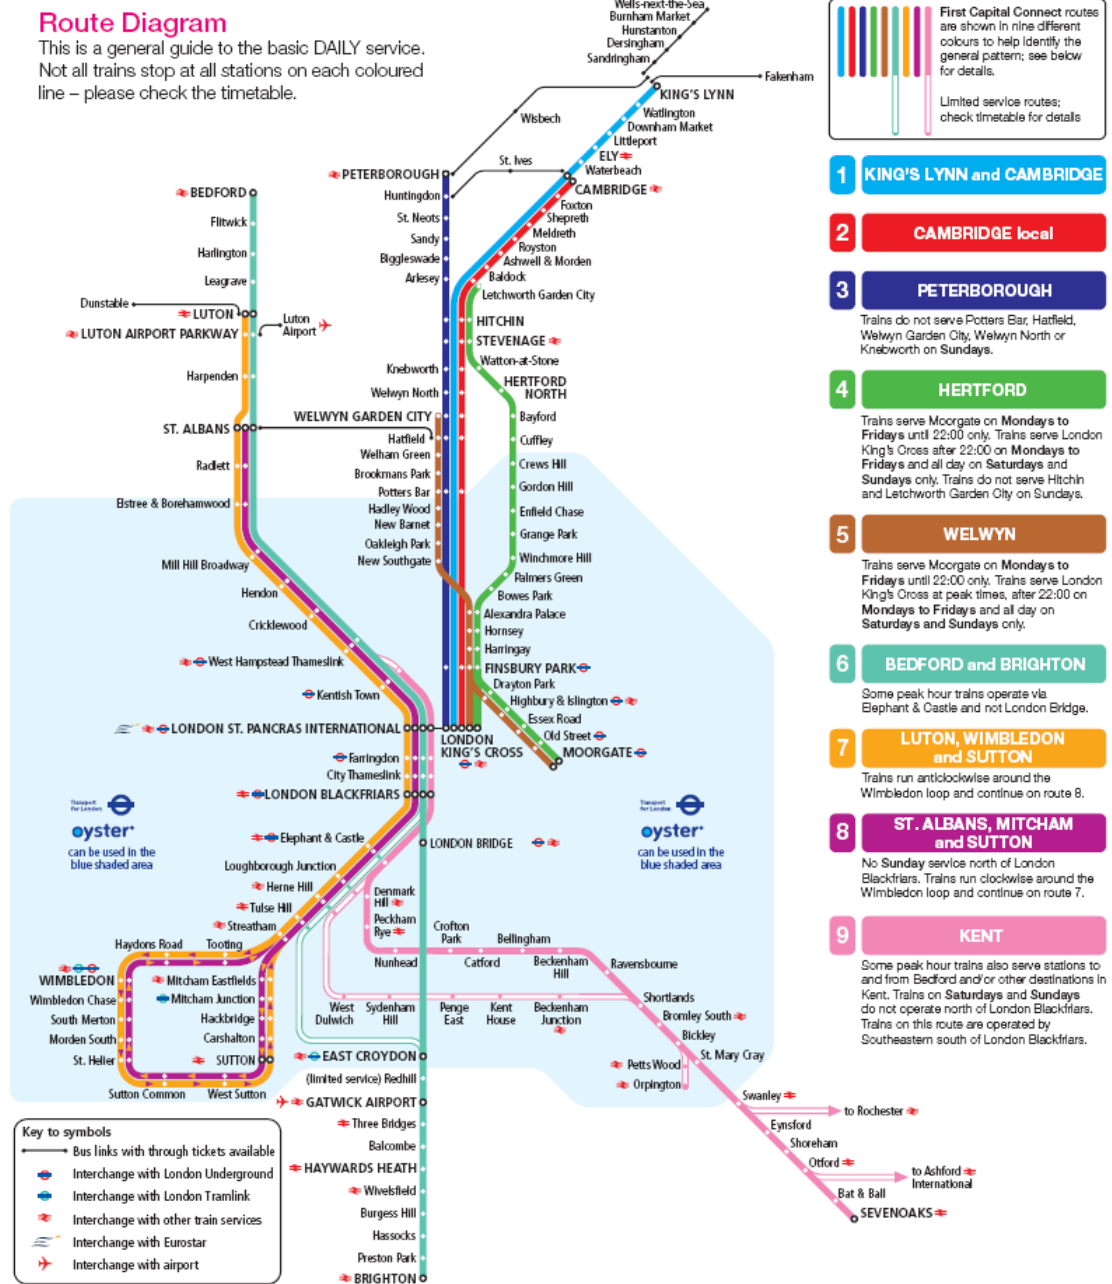 Route Diagram
This is a general guide to the basic DAILY service.
Not all trains stop at all stations on each coloured
line – please check the timetable.
Wells-next-the-Sea
Burnham Market
Hunstanton
Dersingham
Sandringham
Fakenham
KING'S LYNN
Wisbech
Watlington
Downham Market
Littleport
ELY
Waterbeach
St. Ives
CAMBRIDGE
Foxton
Shepreth
Meldreth
Royston
Ashwell & Morden
Baldock
Letchworth Garden City
PETERBOROUGH
Huntingdon
St. Neots
Sandy
Biggleswade
Arlesey
HITCHIN
STEVENAGE
Watton-at-Stone
Knebworth
Welwyn North
HERTFORD
NORTH
WELWYN GARDEN CITY
Hatfield
Welham Green
Brookmans Park
Potters Bar
Hadley Wood
New Barnet
Oakleigh Park
New Southgate
Bayford
Cuffley
Crews Hill
Gordon Hill
Enfield Chase
Grange Park
Winchmore Hill
Palmers Green
Bowes Park
Alexandra Palace
Hornsey
Harringay
FINSBURY PARK
Drayton Park
Highbury & Islington
Essex Road
Old Street
MOORGATE
LONDON
KING'S CROSS
BEDFORD
Flitwick
Harlington
Leagrave
Dunstable
LUTON
Luton
Airport
LUTON AIRPORT PARKWAY
Harpenden
ST. ALBANS
Radlett
Elstree & Borehamwood
Mill Hill Broadway
Hendon
Cricklewood
West Hampstead Thameslink
Kentish Town
LONDON ST. PANCRAS INTERNATIONAL
Farringdon
City Thameslink
LONDON BLACKFRIARS
Elephant & Castle
LONDON BRIDGE
Loughborough Junction
Herne Hill
Tulse Hill
Streatham
Haydons Road
Tooting
WIMBLEDON
Wimbledon Chase
South Merton
Morden South
St. Helier
Sutton Common
West Sutton
Mitcham Eastfields
Mitcham Junction
Hackbridge
Carshalton
SUTTON
Denmark
Hill
Peckham
Rye
Nunhead
Crofton
Park
Catford
Bellingham
Beckenham
Hill
Ravensbourne
West
Dulwich
Sydenham
Hill
Penge
East
Kent
House
Beckenham
Junction
Shortlands
Bromley South
Bickley
St. Mary Cray
Petts Wood
Orpington
Swanley
to Rochester
Eynsford
Shoreham
Otford
to Ashford
International
Bat & Ball
SEVENOAKS
EAST CROYDON
(limited service) Redhill
GATWICK AIRPORT
Three Bridges
Balcombe
HAYWARDS HEATH
Wivelsfield
Burgess Hill
Hassocks
Preston Park
BRIGHTON
Transport
for London
oyster
can be used in the
blue shaded area
Transport
for London
oyster
can be used in the
blue shaded area
Key to symbols
Bus links with through tickets available
Interchange with London Underground
Interchange with London Tramlink
Interchange with other train services
Interchange with Eurostar
Interchange with airport
First Capital Connect routes
are shown in nine different
colours to help identify the
general pattern; see below
for details.
Limited service routes;
check timetable for details
1 KING'S LYNN and CAMBRIDGE
2 CAMBRIDGE local
3 PETERBOROUGH
Trains do not serve Potters Bar, Hatfield,
Welwyn Garden City, Welwyn North or
Knebworth on Sundays.
4 HERTFORD
Trains serve Moorgate on Mondays to
Fridays until 22:00 only. Trains serve London
King's Cross after 22:00 on Mondays to
Fridays and all day on Saturdays and
Sundays only. Trains do not serve Hitchin
and Letchworth Garden City on Sundays.
5 WELWYN
Trains serve Moorgate on Mondays to
Fridays until 22:00 only. Trains serve London
King's Cross at peak times, after 22:00 on
Mondays to Fridays and all day on
Saturdays and Sundays only.
6 BEDFORD and BRIGHTON
Some peak hour trains operate via
Elephant & Castle and not London Bridge.
7 LUTON, WIMBLEDON
and SUTTON
Trains run anticlockwise around the
Wimbledon loop and continue on route 8.
8 ST. ALBANS, MITCHAM
and SUTTON
No Sunday service north of London
Blackfriars. Trains run clockwise around the
Wimbledon loop and continue on route 7.
9 KENT
Some peak hour trains also serve stations to
and from Bedford and/or other destinations in
Kent. Trains on Saturdays and Sundays
do not operate north of London Blackfriars.
Trains on this route are operated by
Southeastern south of London Blackfriars.